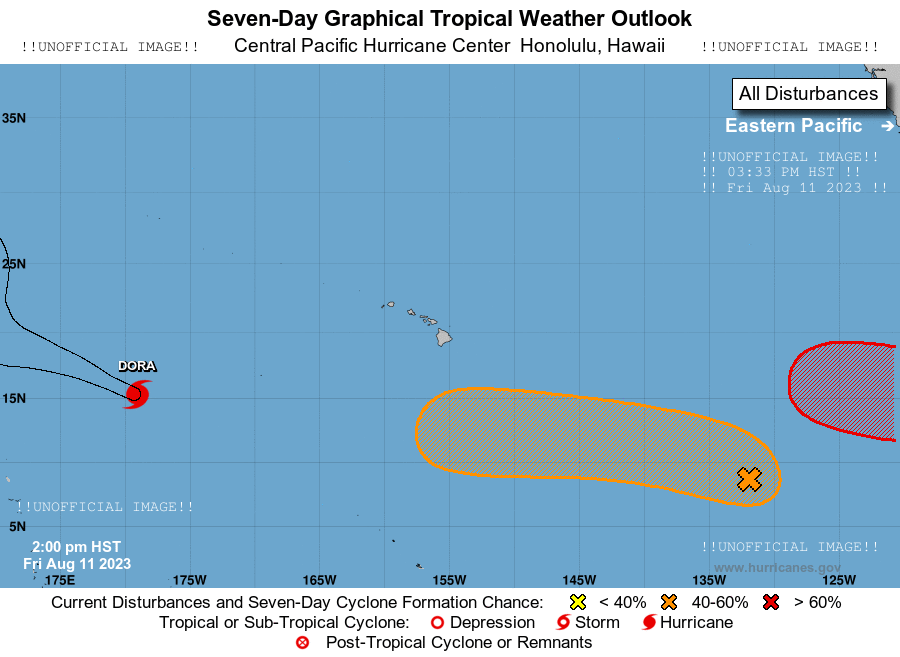 Seven-Day Graphical Tropical Weather Outlook
!!UNOFFICIAL IMAGE!! Central Pacific Hurricane Center Honolulu, Hawaii !!UNOFFICIAL IMAGE!!
All Disturbances
35N
Eastern Pacific →
!!UNOFFICIAL IMAGE!!
!! 03:33 PM HST !!
!! Fri Aug 11 2023 !!
25N
DORA
15N
!!UNOFFICIAL IMAGE!!
5N
2:00 pm HST
Fri Aug 11 2023
!!UNOFFICIAL IMAGE!!
www.hurricanes.gov
175E 175W 165W 155W 145W 135W 125W
Current Disturbances and Seven-Day Cyclone Formation Chance: < 40% 40-60% > 60%
Tropical or Sub-Tropical Cyclone: Depression Storm Hurricane
Post-Tropical Cyclone or Remnants